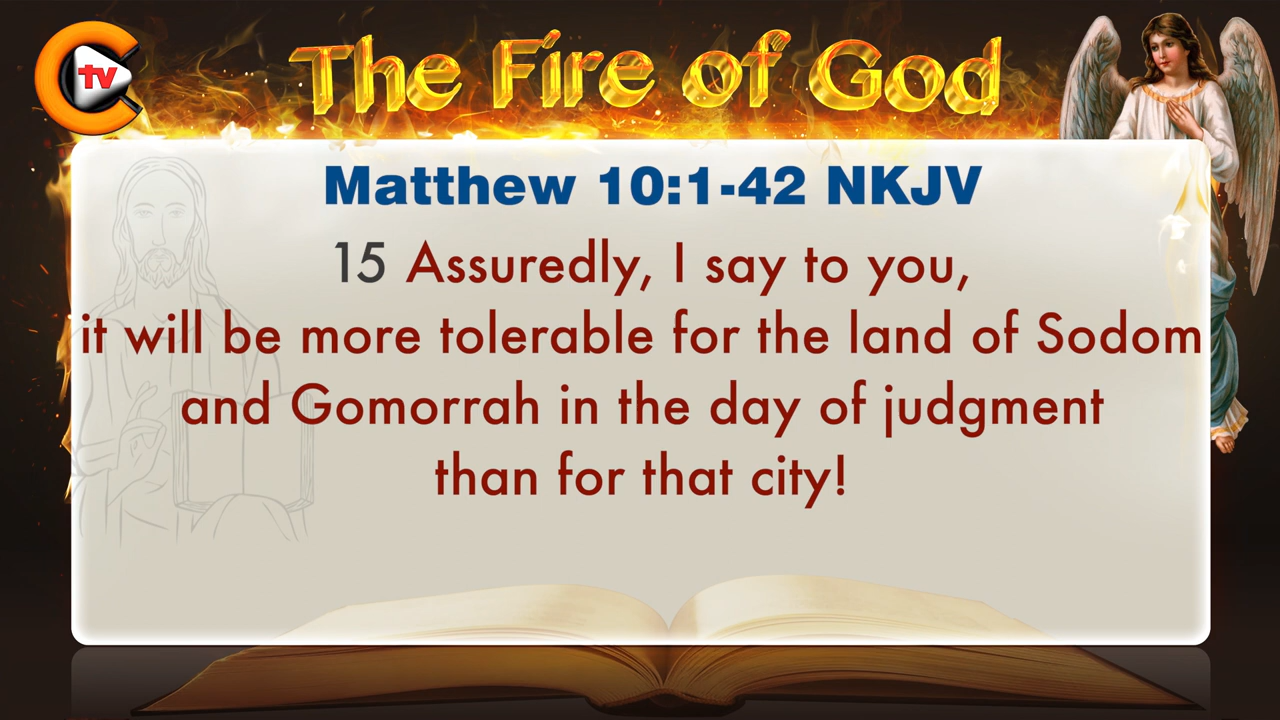 tv
The Fire of God
Matthew 10:1-42 NKJV
15 Assuredly, I say to you,
it will be more tolerable for the land of Sodom
and Gomorrah in the day of judgment
than for that city!